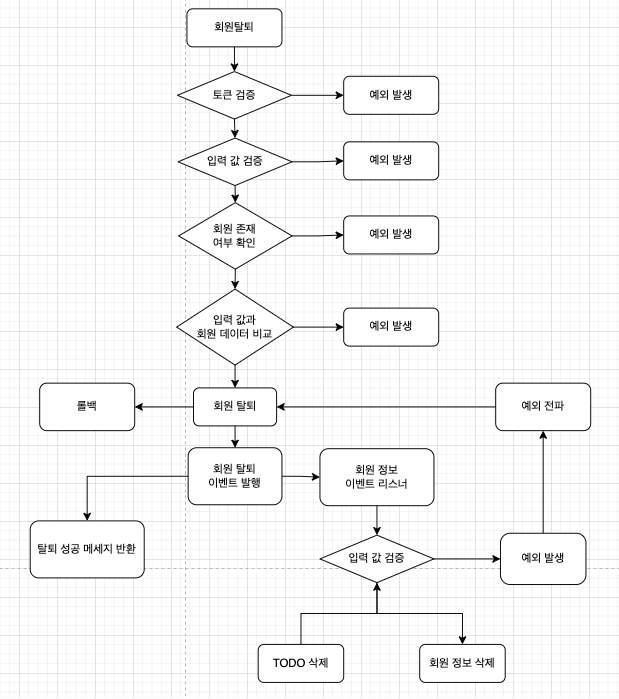 회원탈퇴
토큰 검증
예외 발생
입력 값 검증
예외 발생
회원 존재
여부 확인
예외 발생
입력 값과
회원 데이터 비교
예외 발생
롤백
회원 탈퇴
예외 전파
회원 탈퇴
이벤트 발행
회원 정보
이벤트 리스너
탈퇴 성공 메세지 반환
입력 값 검증
예외 발생
TODO 삭제
회원 정보 삭제